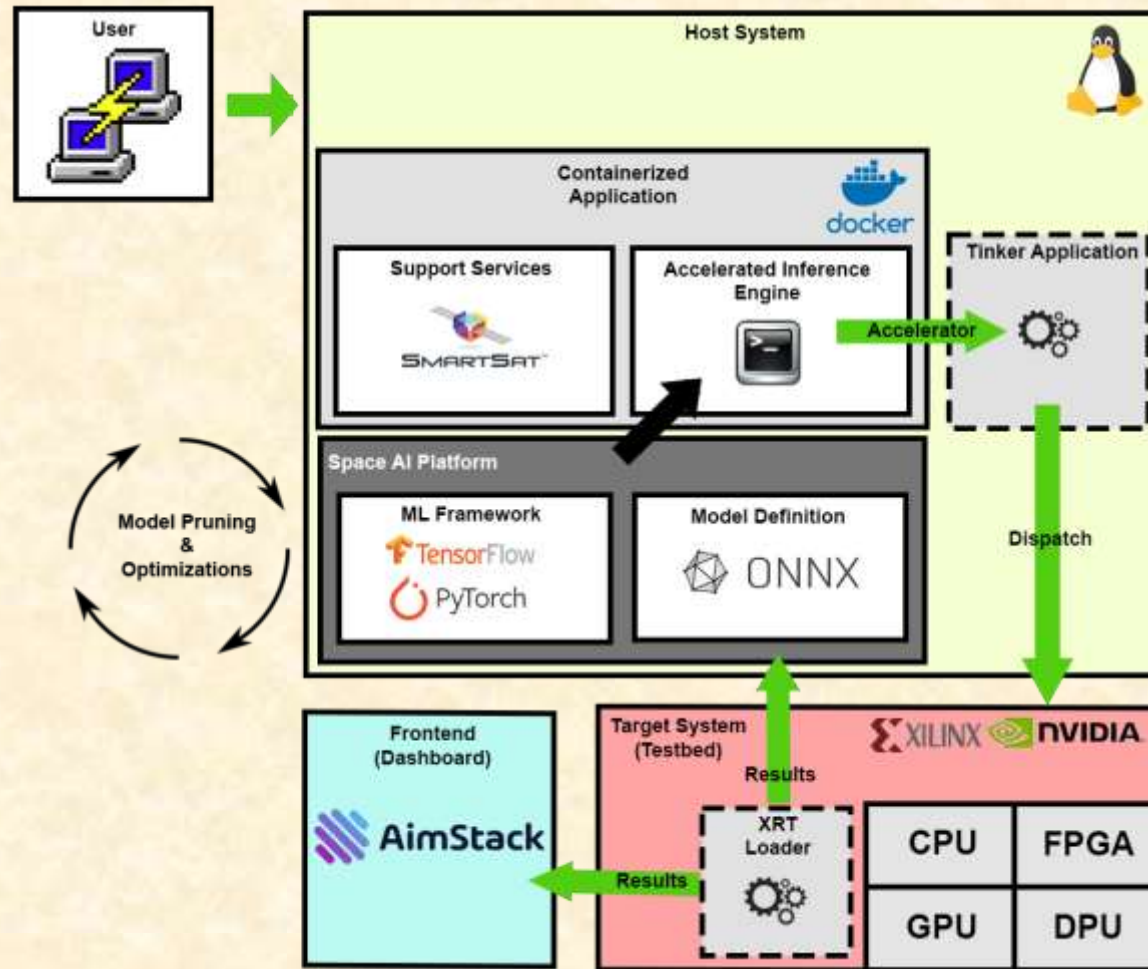 User
Host System
Containerized
Application
docker
Support Services
SMARTSAT
Accelerated Inference
Engine
>_
Accelerator
Tinker Application
Space AI Platform
ML Framework
TensorFlow
PyTorch
Model Definition
ONNX
Dispatch
Model Pruning
&
Optimizations
Frontend
(Dashboard)
AimStack
Target System
(Testbed)
XILINX
NVIDIA
Results
XRT
Loader
Results
CPU
FPGA
GPU
DPU